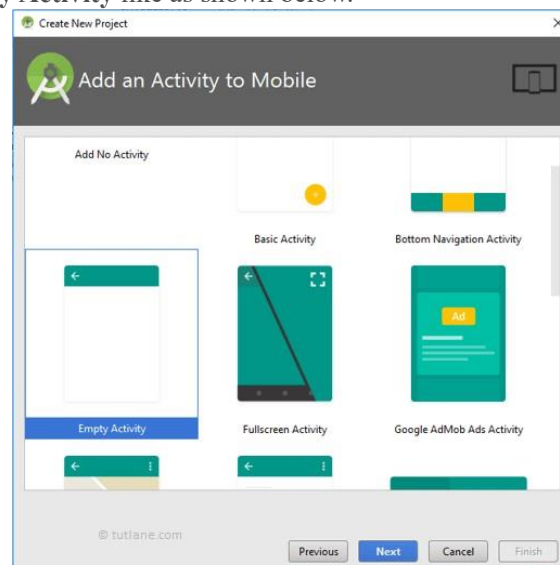 y Activity like as shown below.
Create New Project
Add an Activity to Mobile
Add No Activity
Basic Activity
Bottom Navigation Activity
Ad
Empty Activity
Fullscreen Activity
Google AdMob Ads Activity
© tutlane.com
Previous
Next
Cancel
Finish